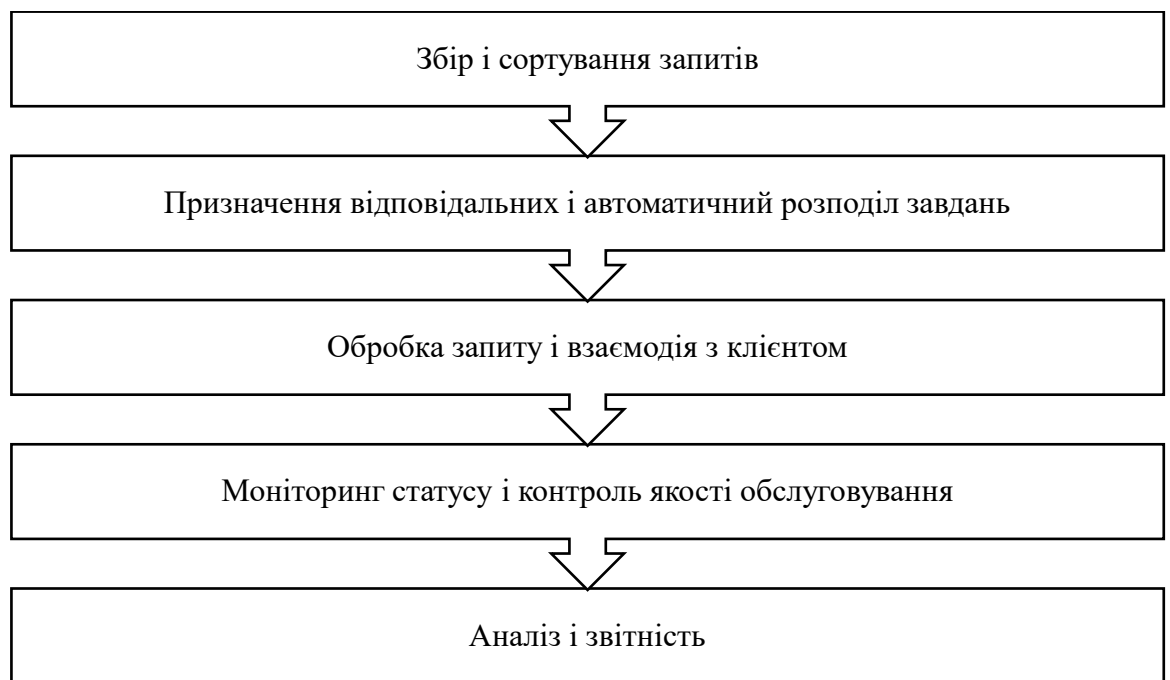 Збір і сортування запитів
Призначення відповідальних і автоматичний розподіл завдань
Обробка запиту і взаємодія з клієнтом
Моніторинг статусу і контроль якості обслуговування
Аналіз і звітність